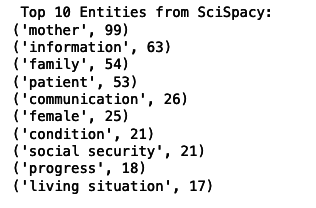 Top 10 Entities from SciSpacy:
('mother', 99)
('information', 63)
('family', 54)
('patient', 53)
('communication', 26)
('female', 25)
('condition', 21)
('social security', 21)
('progress', 18)
('living situation', 17)